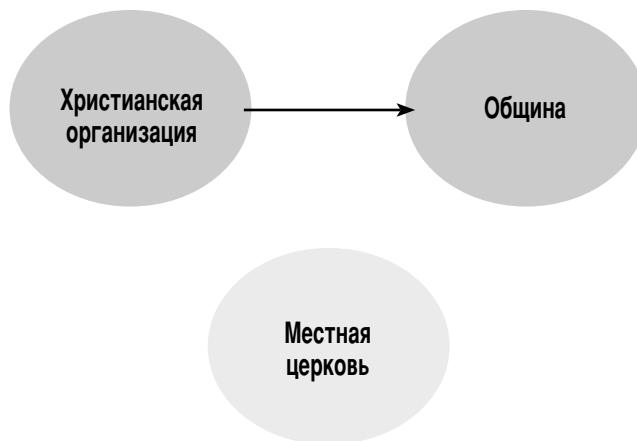 Христианская
организация
Община
Местная
церковь